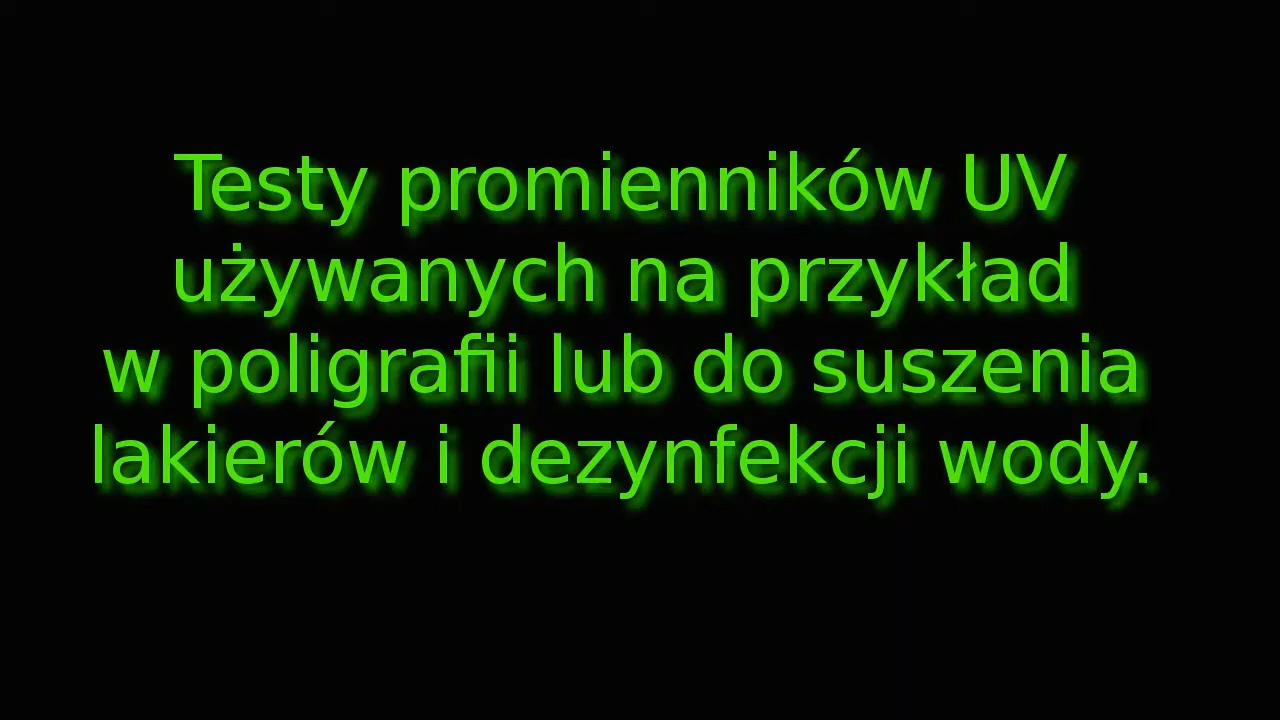 Testy promienników UV
używanych na przykład
w poligrafii lub do suszenia
lakierów i dezynfekcji wody.